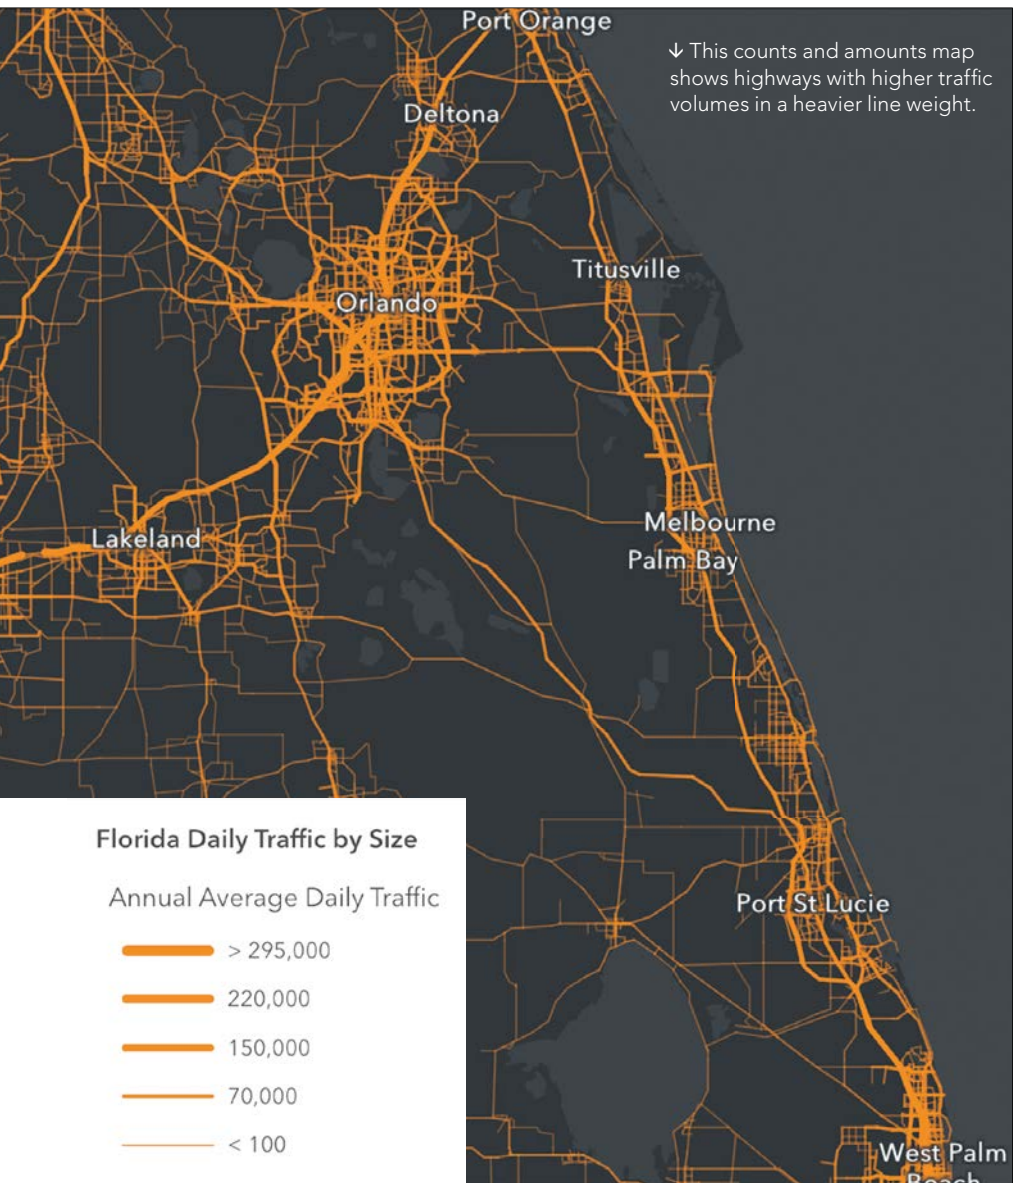 Port Orange
↓ This counts and amounts map
shows highways with higher traffic
volumes in a heavier line weight.
Deltona
Titusville
Orlando
Melbourne
Lakeland
Palm Bay
Florida Daily Traffic by Size
Annual Average Daily Traffic
> 295,000
220,000
150,000
70,000
< 100
Port St Lucie
West Palm
Beach